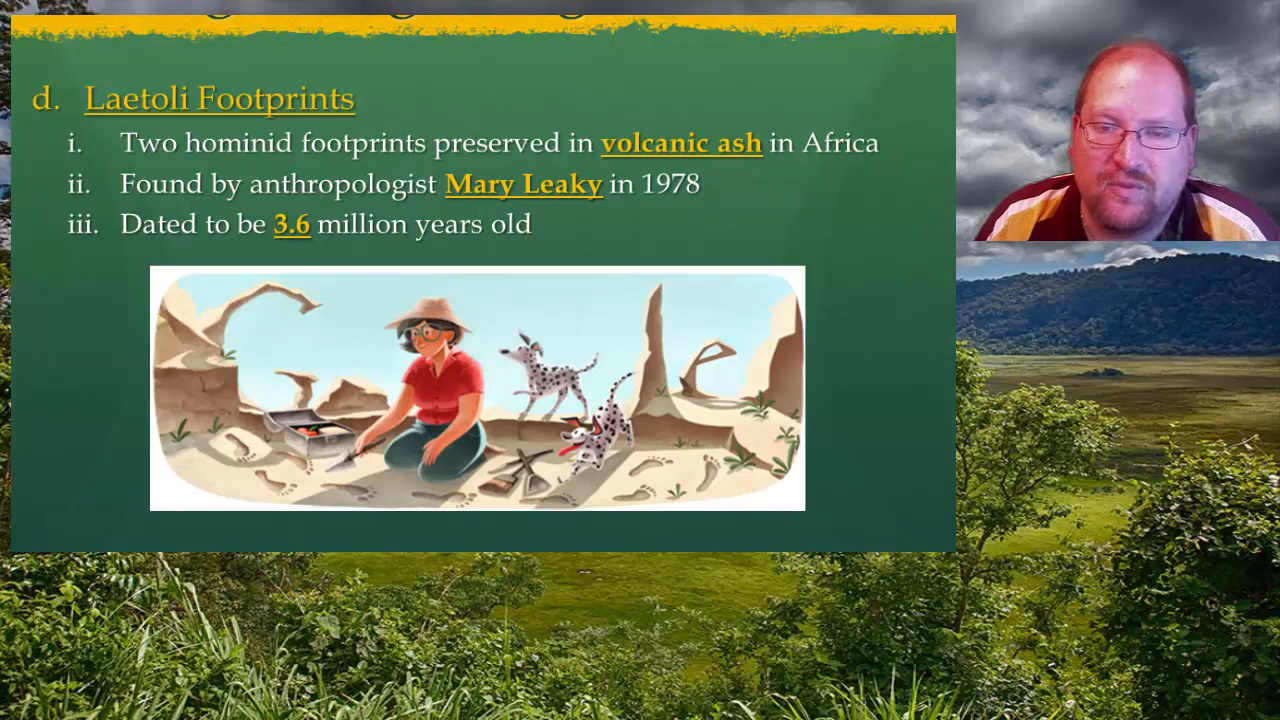 d. Laetoli Footprints
i. Two hominid footprints preserved in volcanic ash in Africa
ii. Found by anthropologist Mary Leaky in 1978
iii. Dated to be 3.6 million years old